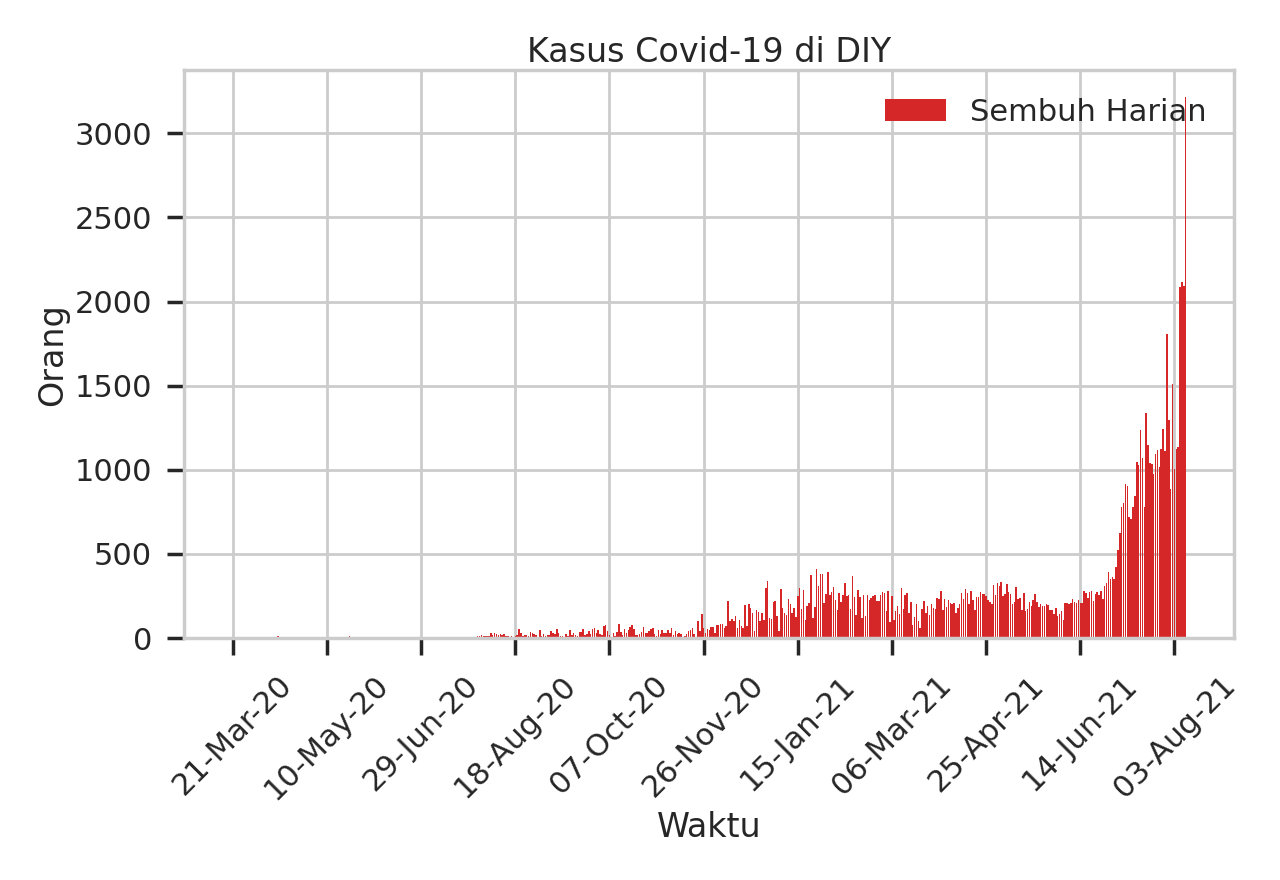 Kasus Covid-19 di DIY
Sembuh Harian
Orang
3000
2500
2000
1500
1000
500
0
21-Mar-20
10-May-20
29-Jun-20
18-Aug-20
07-Oct-20
26-Nov-20
15-Jan-21
06-Mar-21
25-Apr-21
14-Jun-21
03-Aug-21
Waktu